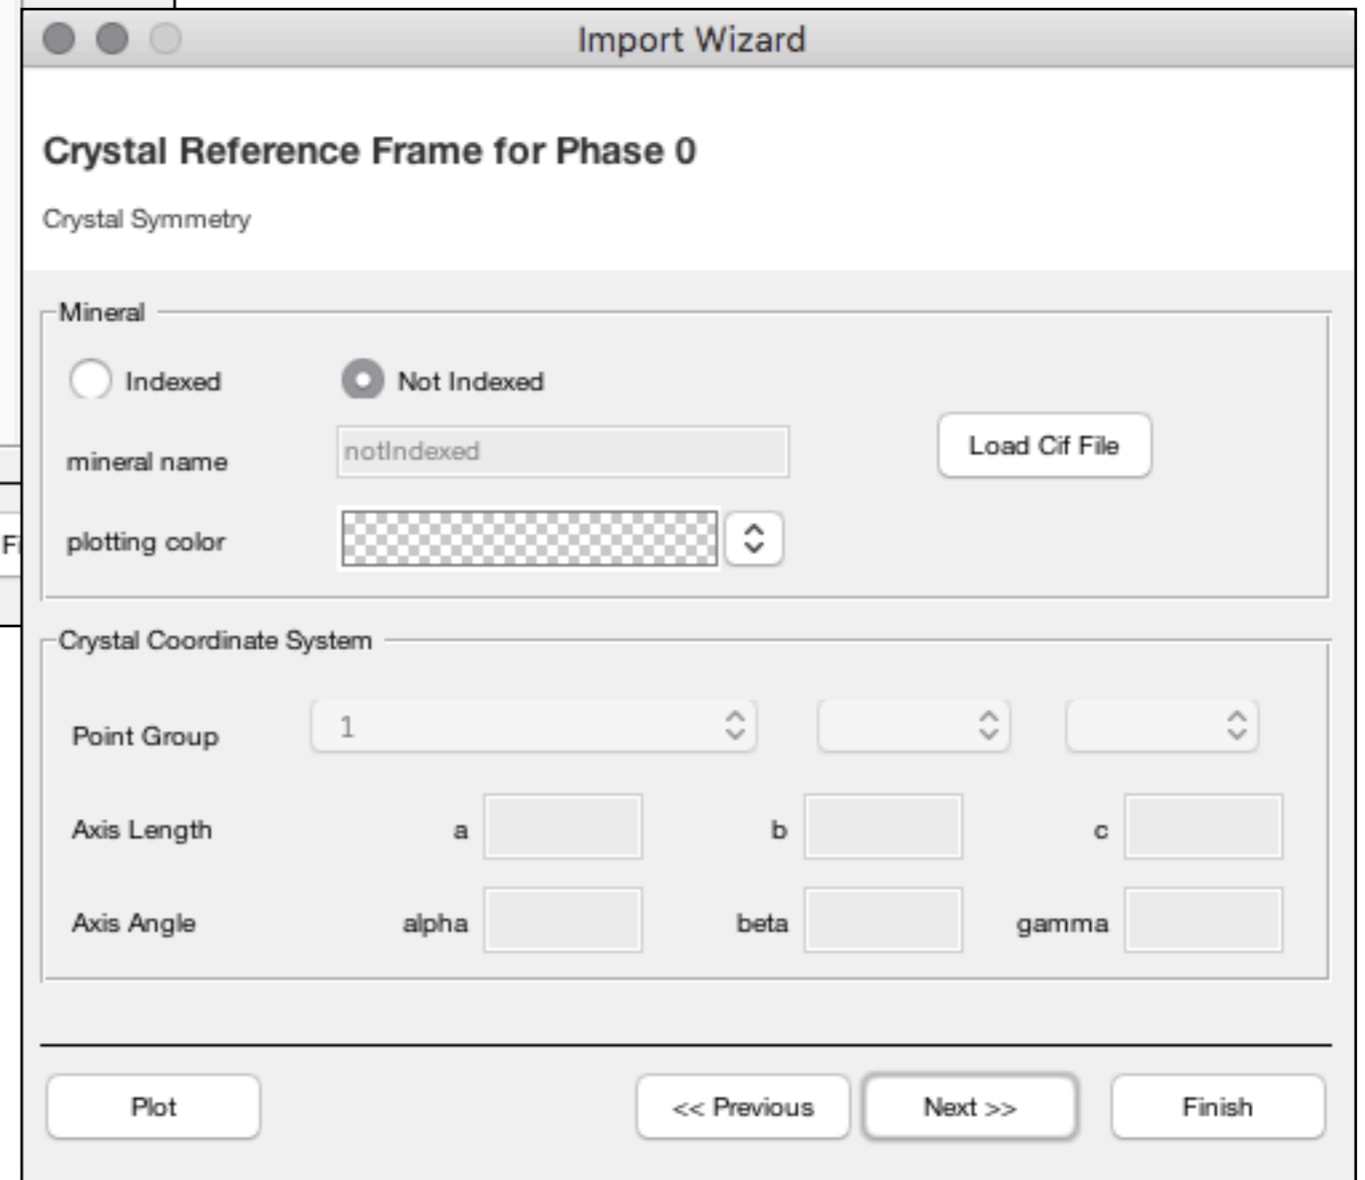 Import Wizard
Crystal Reference Frame for Phase 0
Crystal Symmetry
Mineral
Indexed Not Indexed
mineral name notIndexed Load Cif File
plotting color
Crystal Coordinate System
Point Group 1
Axis Length a b c
Axis Angle alpha beta gamma
Plot << Previous Next >> Finish